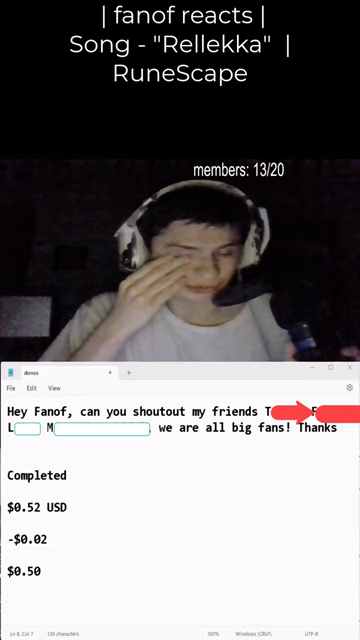 | fanof reacts |
Song - "Rellekka" |
RuneScape
members: 13/20
donos
File Edit View
Hey Fanof, can you shoutout my friends T
L M , we are all big fans! Thanks
Completed
$0.52 USD
-$0.02
$0.50
Ln 8, Col 7 139 characters 100% Windows (CRLF) UTF-8